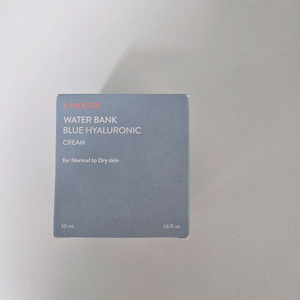 LANEIGE
WATER BANK
BLUE HYALURONIC
CREAM
for Normal to Dry skin
50 mL
1.6 fl. oz.